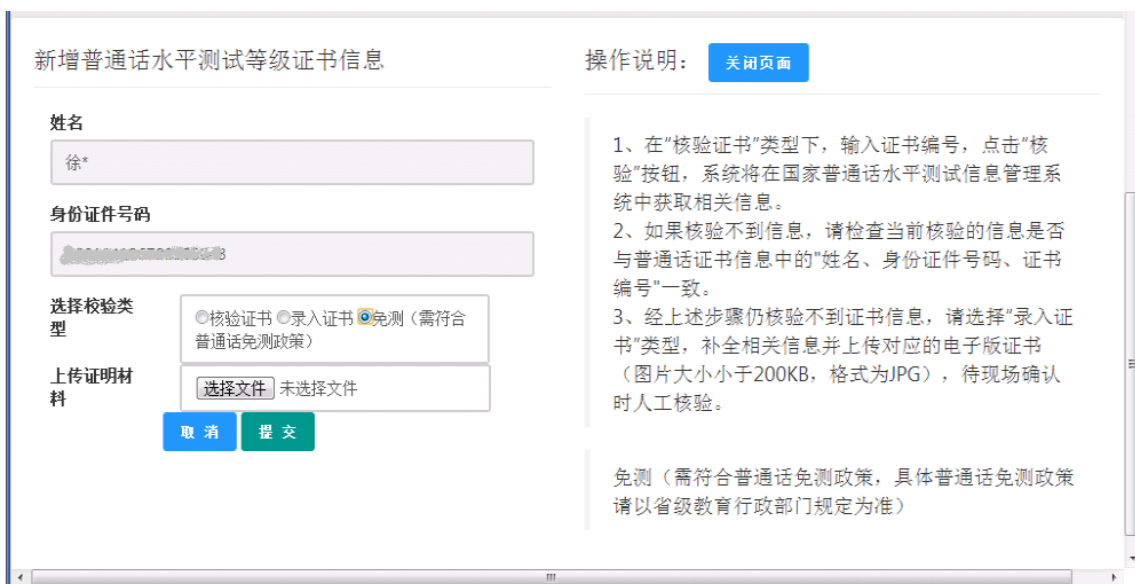 新增普通话水平测试等级证书信息
姓名
徐*
身份证件号码
选择校验类
型
核验证书 录入证书 免测（需符合
普通话免测政策）
上传证明材
料
选择文件 未选择文件
取 消 提 交
操作说明： 关闭页面
1、在"核验证书"类型下，输入证书编号，点击"核
验"按钮，系统将在国家普通话水平测试信息管理系
统中获取相关信息。
2、如果核验不到信息，请检查当前核验的信息是否
与普通话证书信息中的"姓名、身份证件号码、证书
编号"一致。
3、经上述步骤仍核验不到证书信息，请选择"录入证
书"类型，补全相关信息并上传对应的电子版证书
（图片大小小于200KB，格式为JPG），待现场确认
时人工核验。
免测（需符合普通话免测政策，具体普通话免测政策
请以省级教育行政部门规定为准）